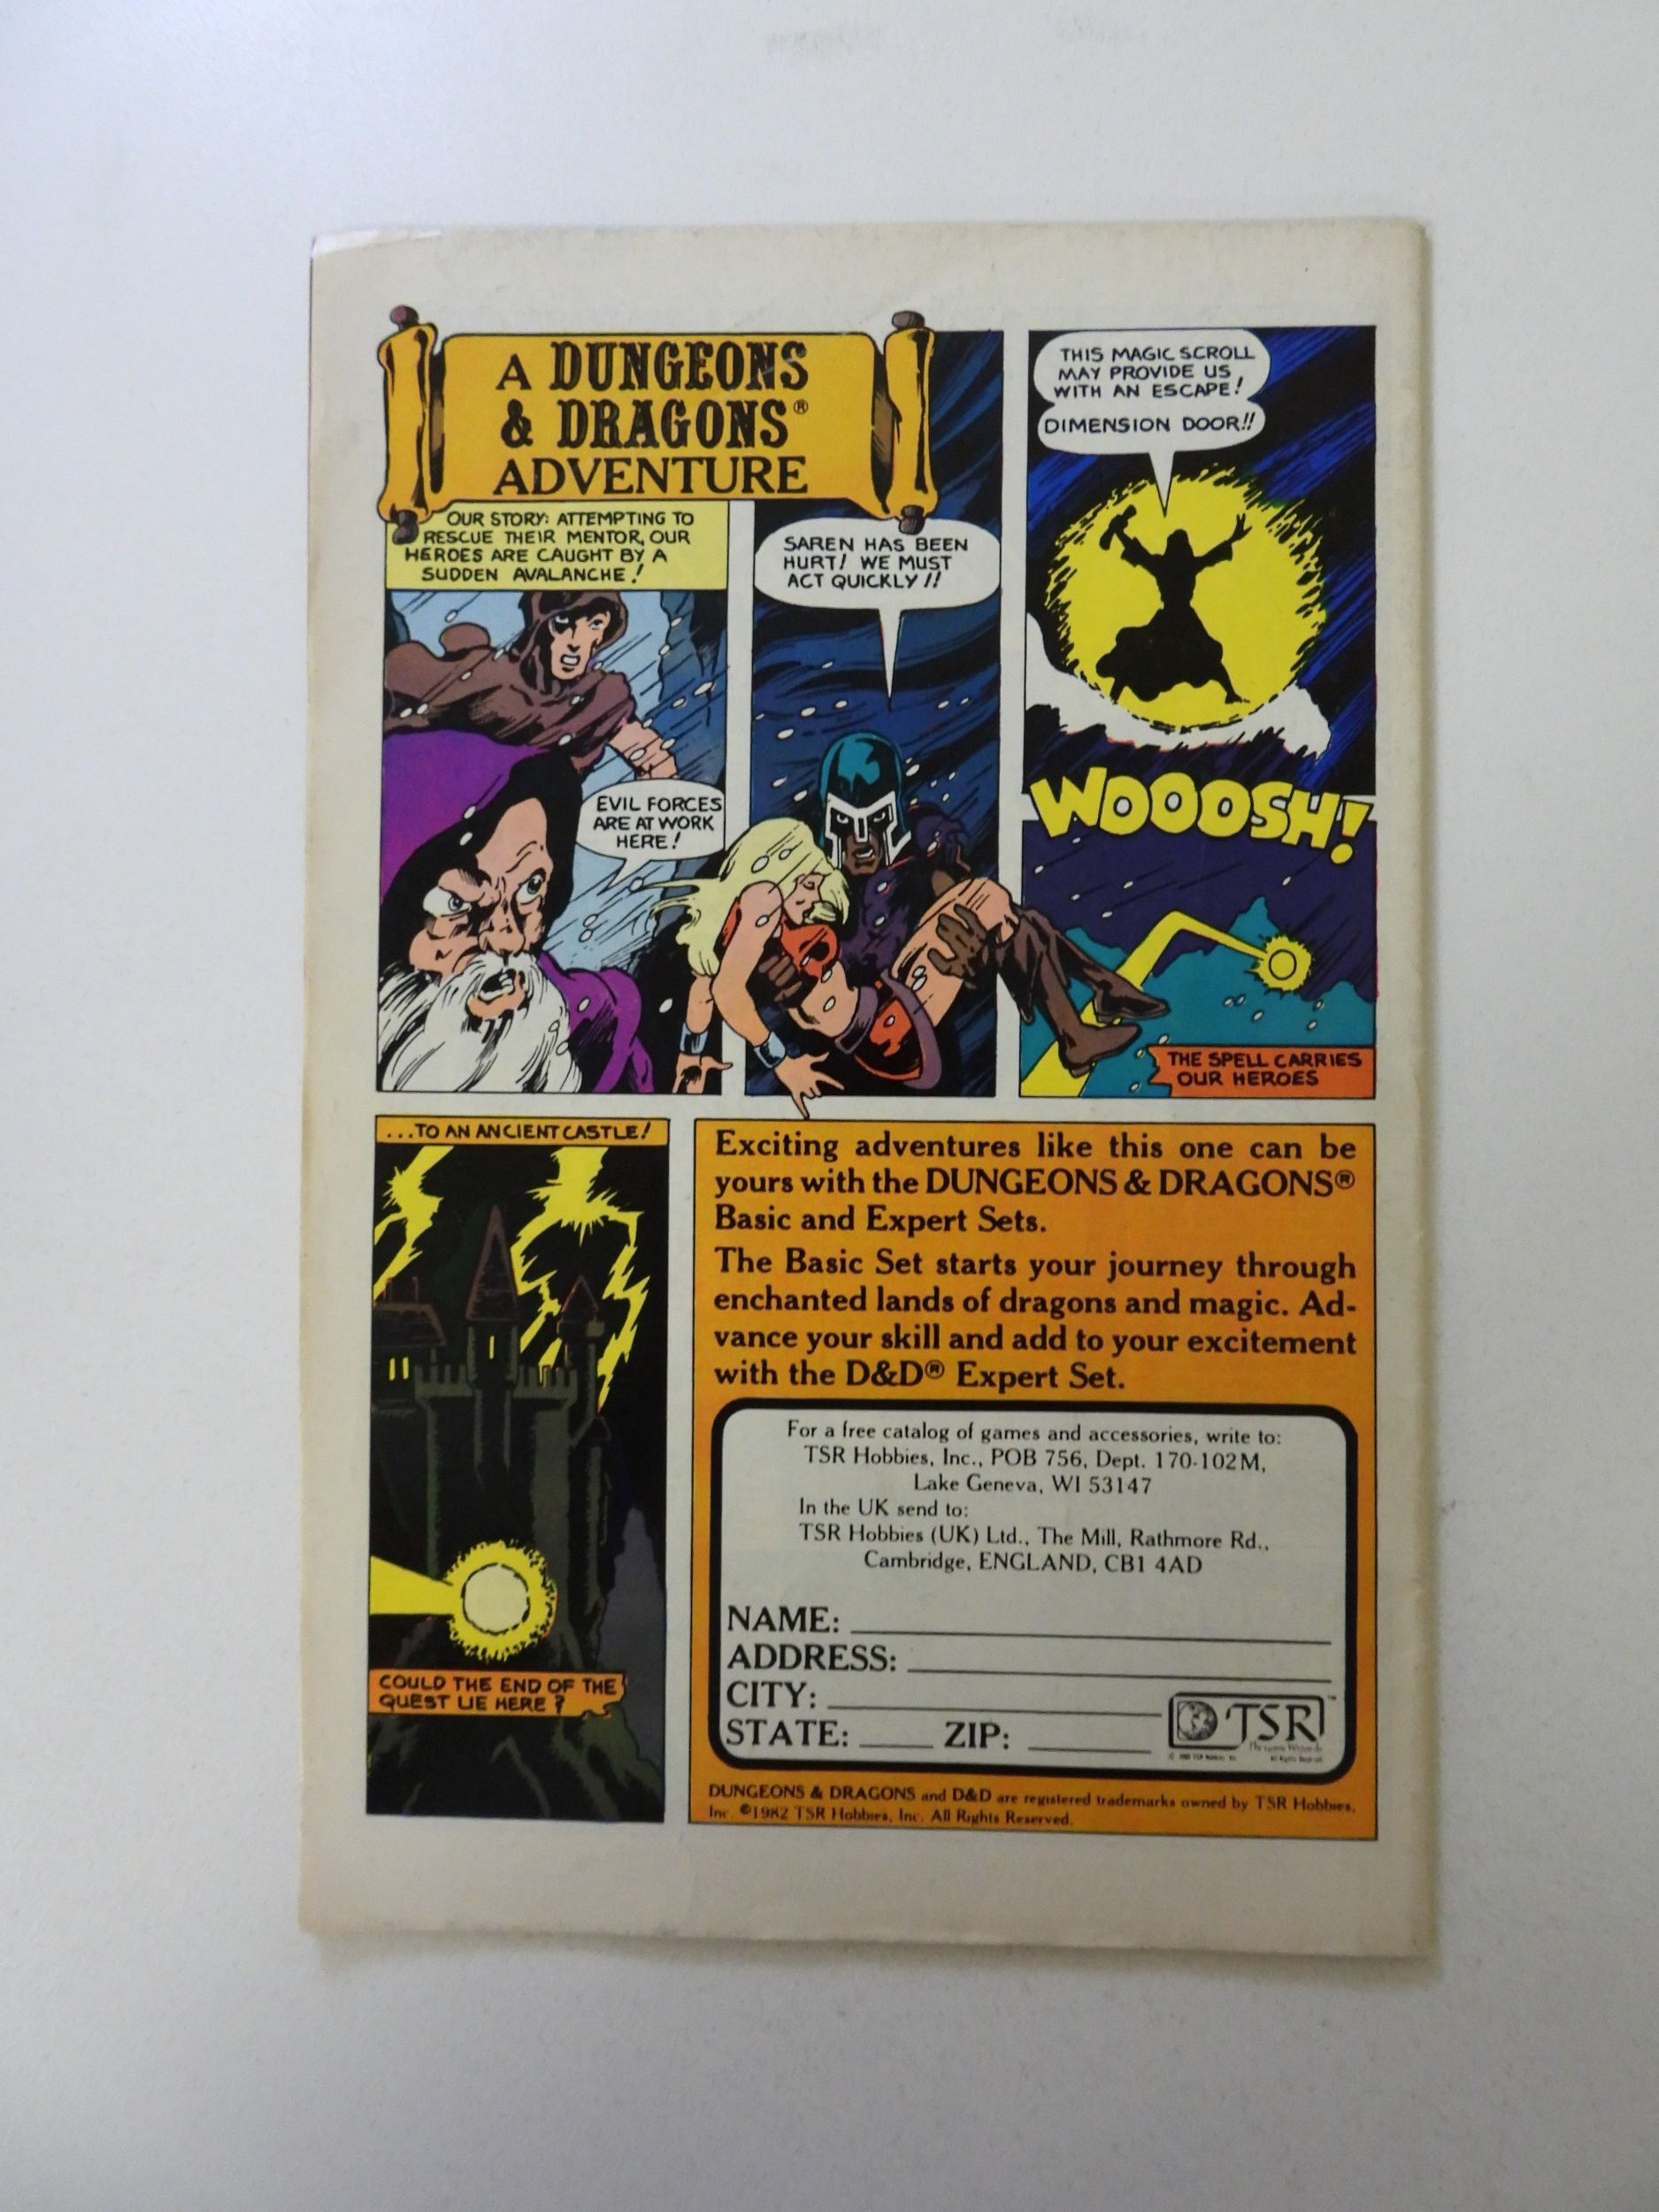 A DUNGEONS
& DRAGONS®
ADVENTURE
OUR STORY: ATTEMPTING TO
RESCUE THEIR MENTOR, OUR
HEROES ARE CAUGHT BY A
SUDDEN AVALANCHE!
EVIL FORCES
ARE AT WORK
HERE!
SAREN HAS BEEN
HURT! WE MUST
ACT QUICKLY!!
THIS MAGIC SCROLL
MAY PROVIDE US
WITH AN ESCAPE!
DIMENSION DOOR!!
WOOOSH!
THE SPELL CARRIES
OUR HEROES
...TO AN ANCIENT CASTLE!
COULD THE END OF THE
QUEST LIE HERE?
Exciting adventures like this one can be
yours with the DUNGEONS & DRAGONS®
Basic and Expert Sets.
The Basic Set starts your journey through
enchanted lands of dragons and magic. Ad-
vance your skill and add to your excitement
with the D&D® Expert Set.
For a free catalog of games and accessories, write to:
TSR Hobbies, Inc., POB 756, Dept. 170-102M,
Lake Geneva, WI 53147
In the UK send to:
TSR Hobbies (UK) Ltd., The Mill, Rathmore Rd.,
Cambridge, ENGLAND, CB1 4AD
NAME:
ADDRESS:
CITY:
STATE: ZIP:
TSR™
The Game Wizards
DUNGEONS & DRAGONS and D&D are registered trademarks owned by TSR Hobbies,
Inc. ©1982 TSR Hobbies, Inc. All Rights Reserved.